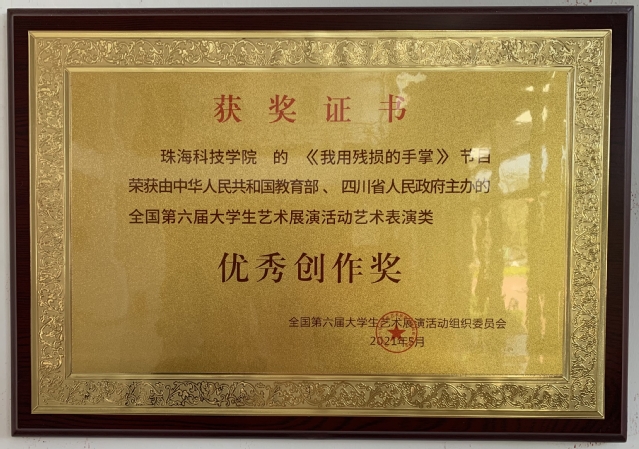 获奖证书
珠海科技学院 的 《我用残损的手掌》 节目
荣获由中华人民共和国教育部、四川省人民政府主办的
全国第六届大学生艺术展演活动艺术表演类
优秀创作奖
全国第六届大学生艺术展演活动组织委员会
2021年5月